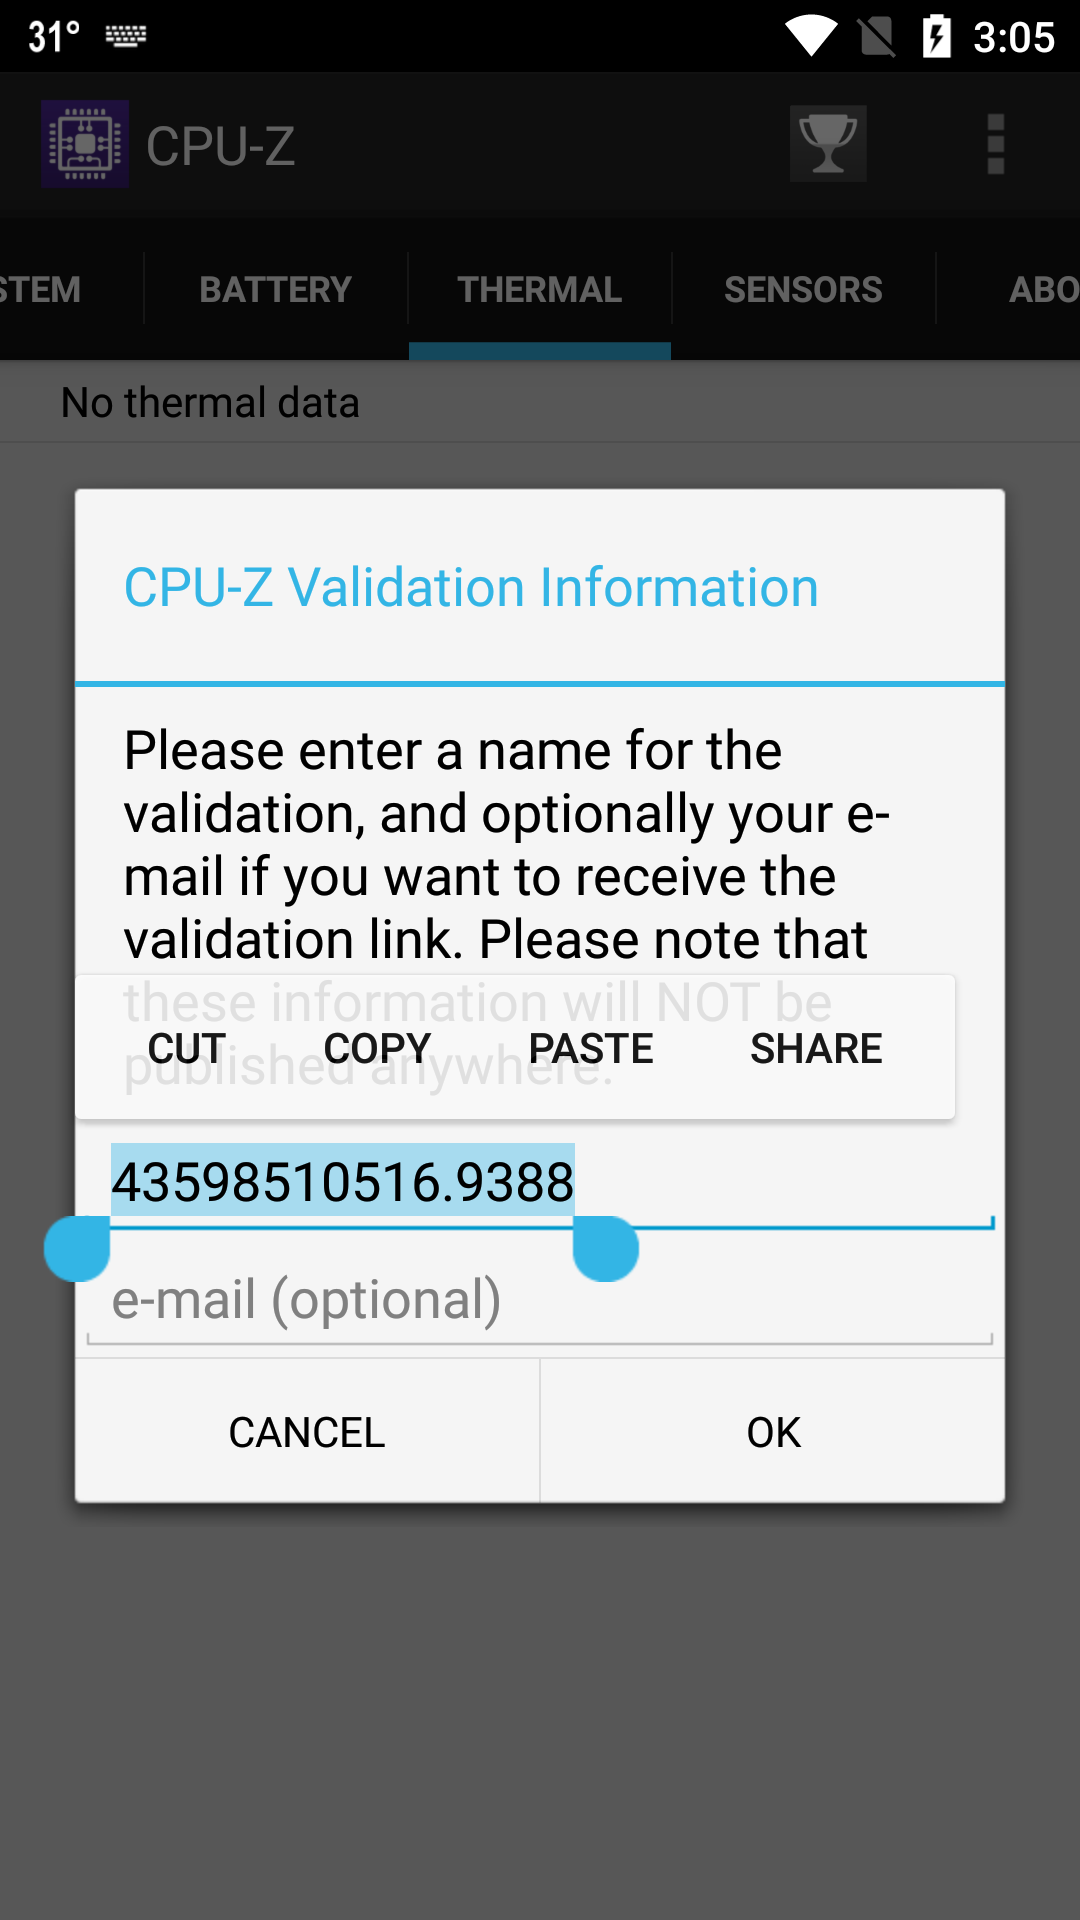 31° 3:05
CPU-Z
STEM BATTERY THERMAL SENSORS ABO
No thermal data
CPU-Z Validation Information
Please enter a name for the
validation, and optionally your e-
mail if you want to receive the
validation link. Please note that
these information will NOT be
CUT COPY PASTE SHARE
published anywhere.
43598510516.9388
e-mail (optional)
CANCEL OK